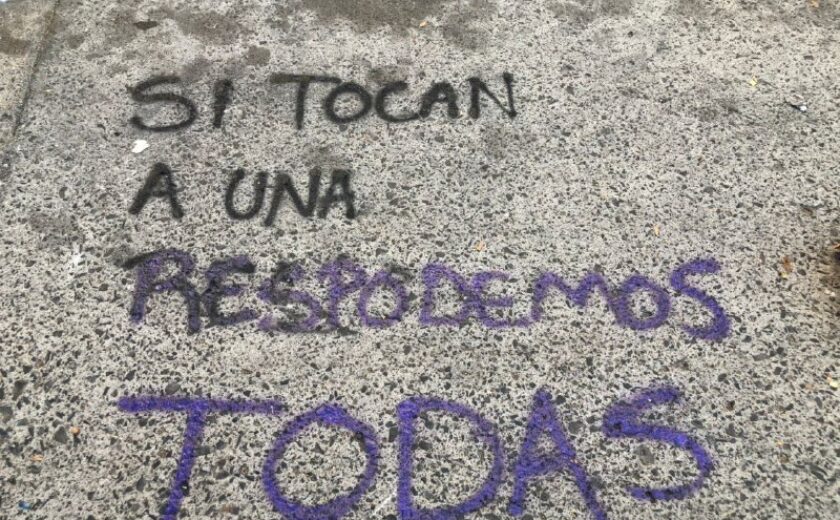 SI TOCAN
A UNA
RESPODEMOS
TODAS